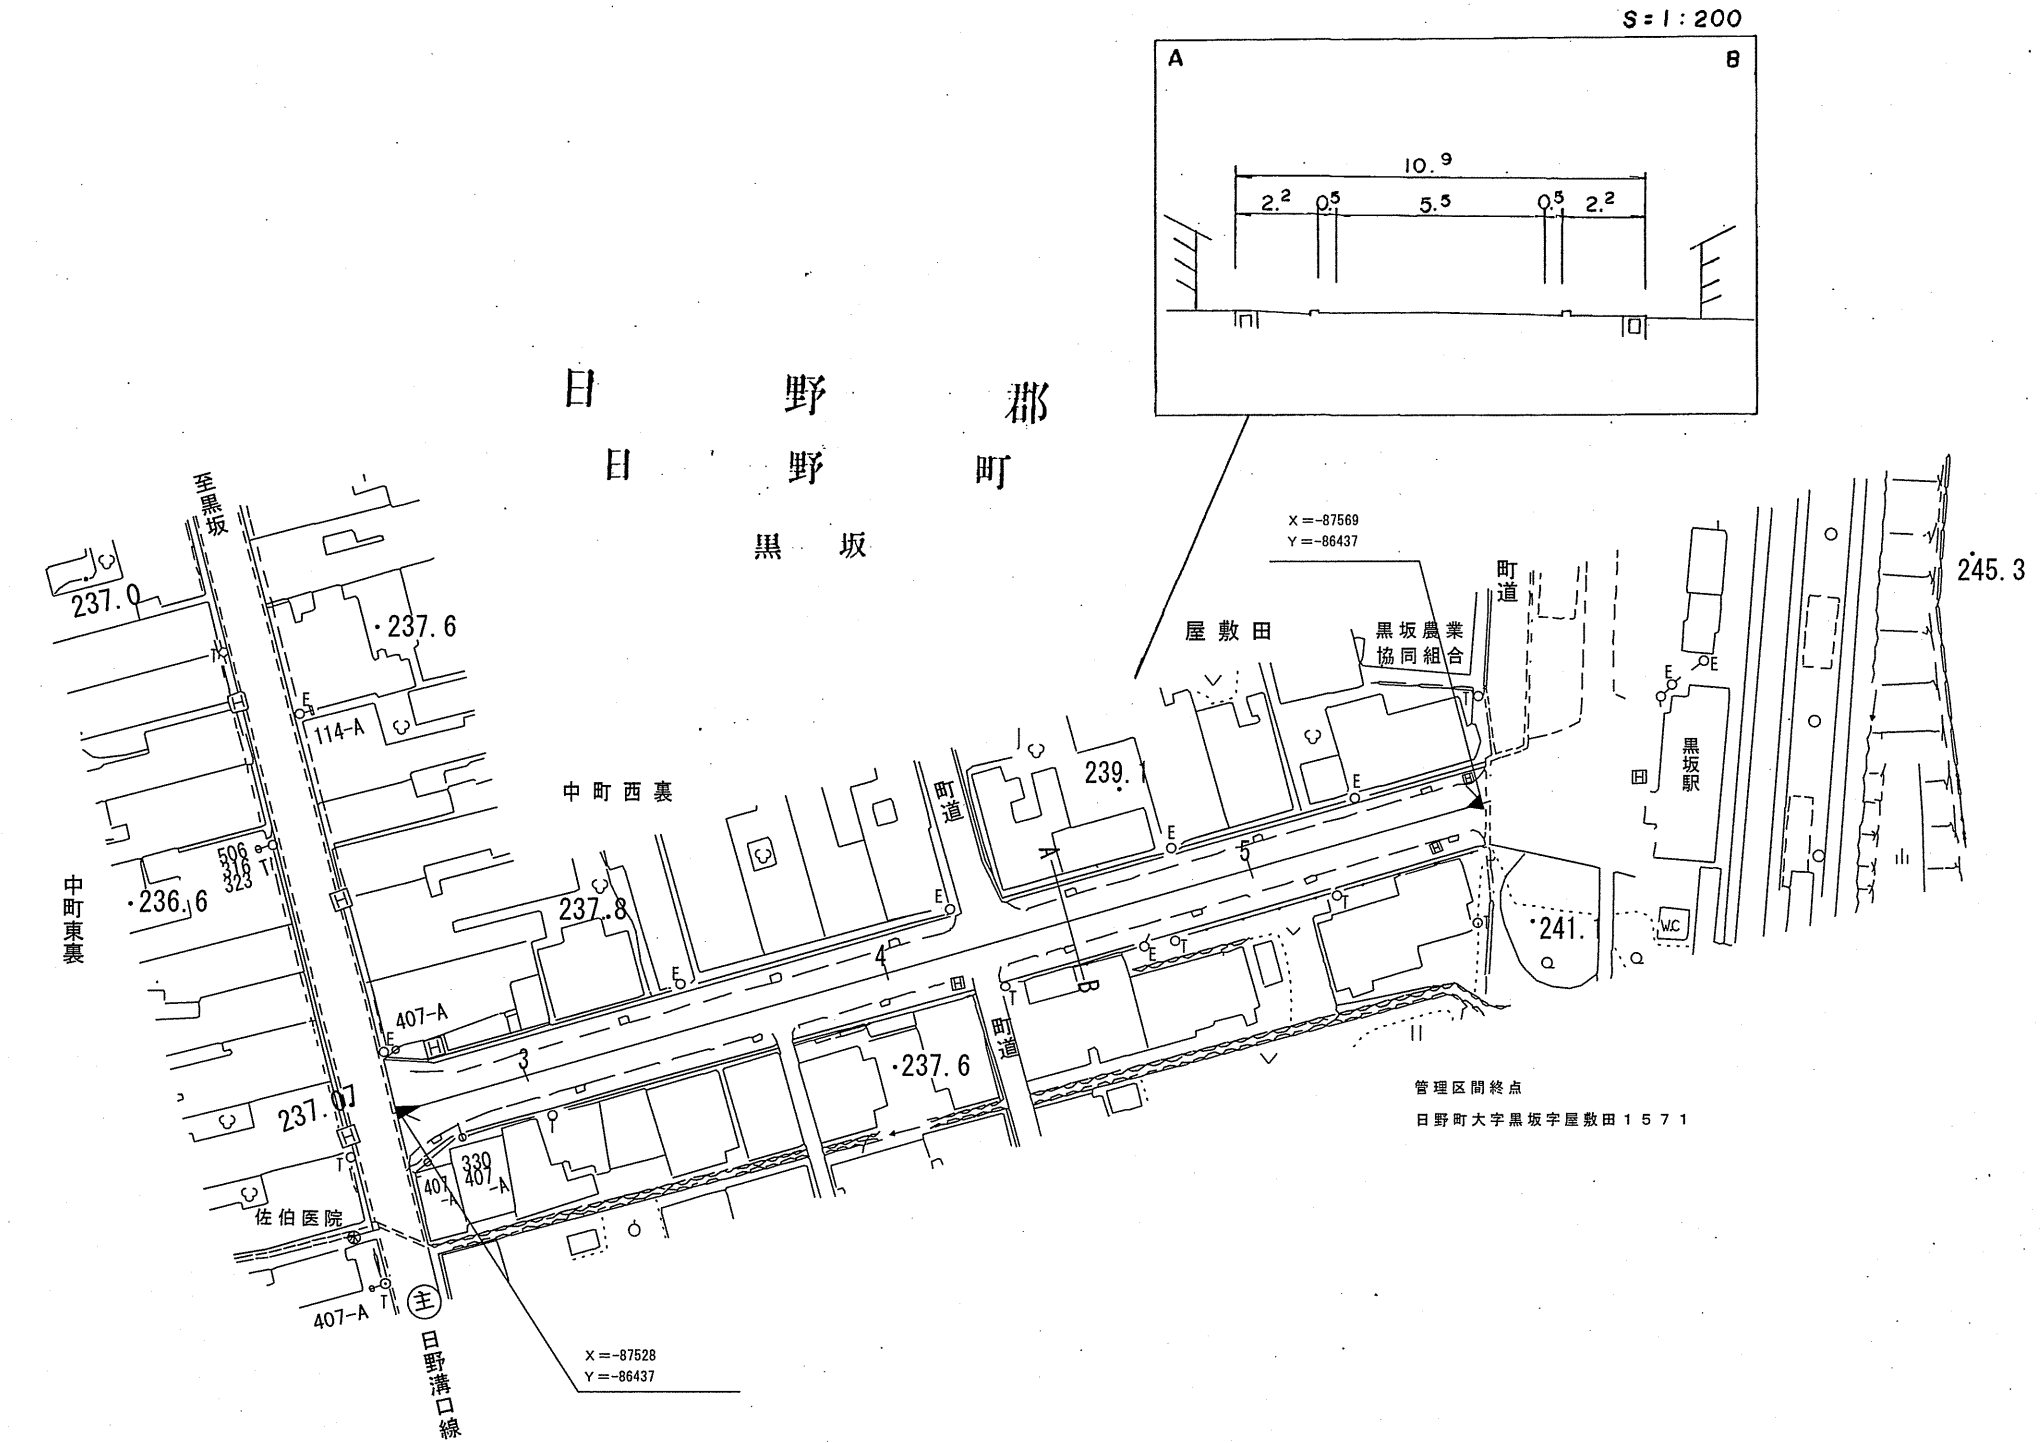 S=1:200
A
B
10.9
2.2
0.5
5.5
0.5
2.2
日野郡
日野町
黒坂
至黒坂
X=-87569
Y=-86437
245.3
町道
237.0
237.6
屋敷田
黒坂農業
協同組合
E
E
T
T
H
E
114-A
黒坂駅
H
239.1
中町西裏
町道
H
E
E
506
316
323
T
A
5
H
H
中町東裏
236.6
237.8
E
T
T
241.1
W.C
4
E
T
E
H
B
T
407-A
E
H
町道
3
237.6
管理区間終点
日野町大字黒坂字屋敷田1571
237.07
H
T
330
407
-A
407
-A
佐伯医院
407-A
T
主
日野溝口線
X=-87528
Y=-86437